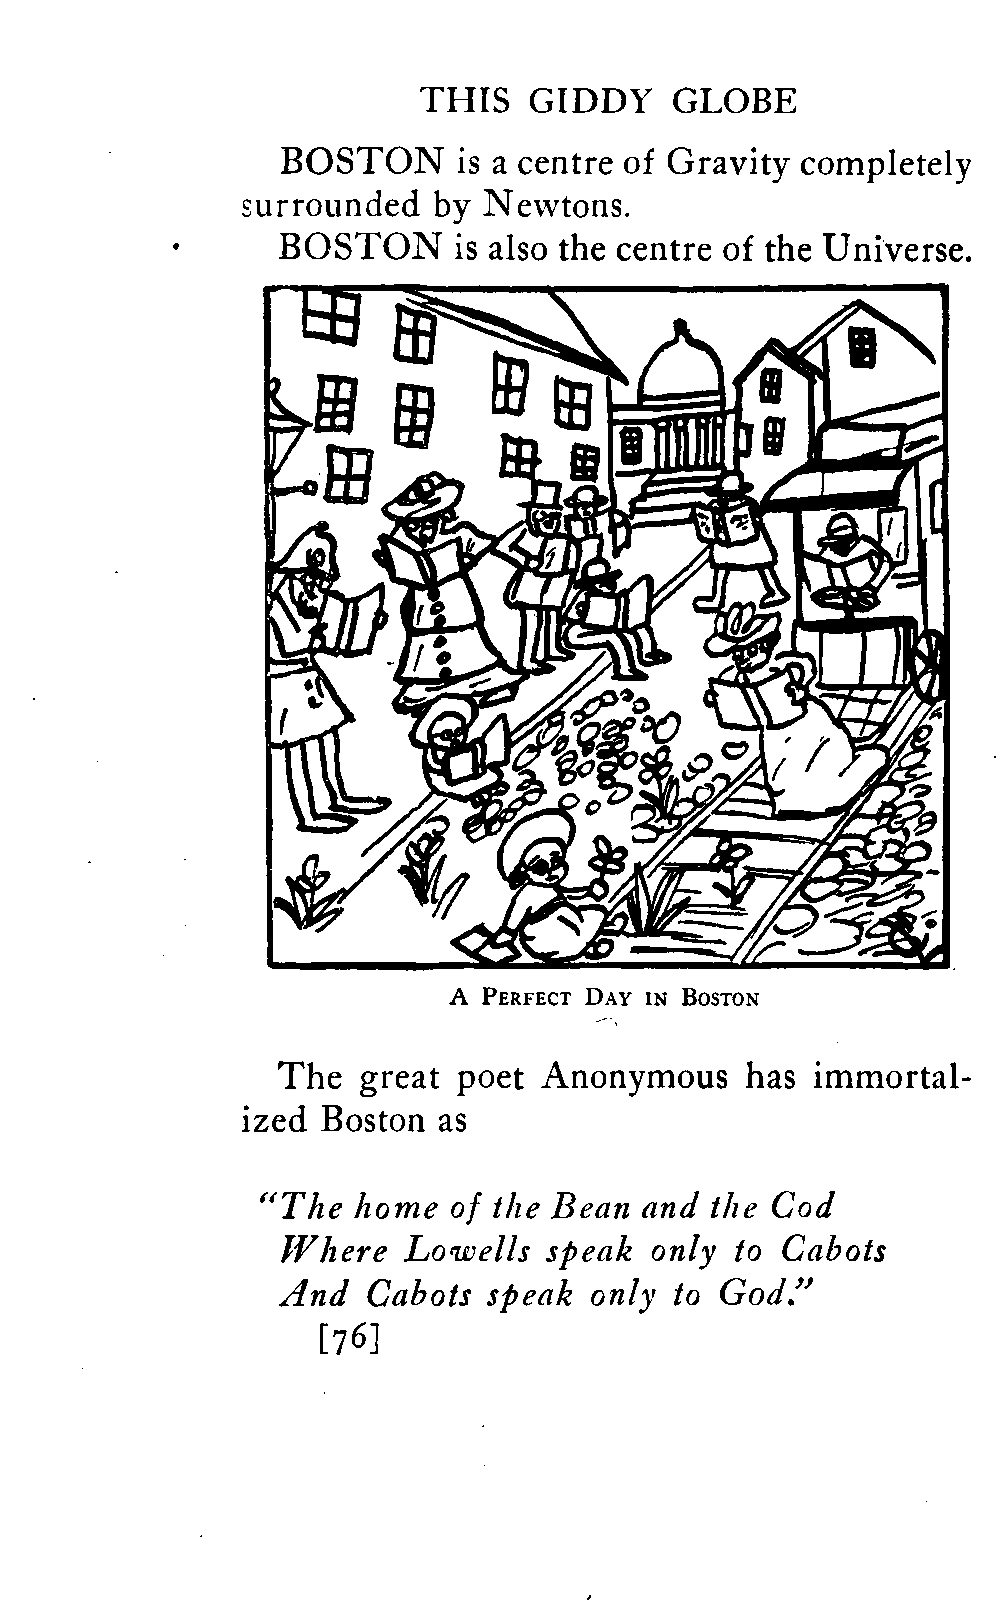 THIS GIDDY GLOBE
BOSTON is a centre of Gravity completely
surrounded by Newtons.
BOSTON is also the centre of the Universe.
A Perfect Day in Boston
The great poet Anonymous has immortal-
ized Boston as
“The home of the Bean and the Cod
Where Lowells speak only to Cabots
And Cabots speak only to God.”
[76]